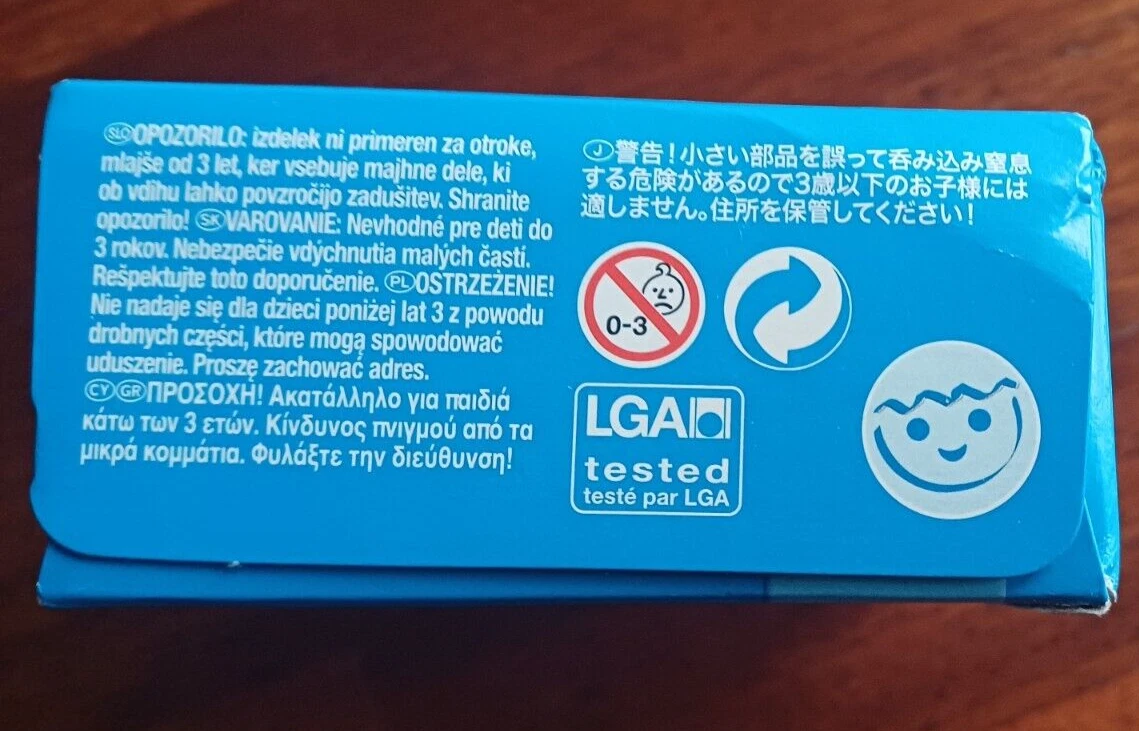 SLO OPOZORILO: izdelek ni primeren za otroke,
mlajše od 3 let, ker vsebuje majhne dele, ki
ob vdihu lahko povzročijo zadušitev. Shranite
opozorilo! SK VAROVANIE: Nevhodné pre deti do
3 rokov. Nebezpečie vdýchnutia malých častí.
Rešpektujte toto doporučenie. PL OSTRZEŻENIE!
Nie nadaje się dla dzieci poniżej lat 3 z powodu
drobnych części, które mogą spowodować
uduszenie. Proszę zachować adres.
CY GR ΠΡΟΣΟΧΗ! Ακατάλληλο για παιδιά
κάτω των 3 ετών. Κίνδυνος πνιγμού από τα
μικρά κομμάτια. Φυλάξτε την διεύθυνση!
J 警告！小さい部品を誤って呑み込み窒息
する危険があるので3歳以下のお子様には
適しません。住所を保管してください！
0-3
LGA
tested
testé par LGA